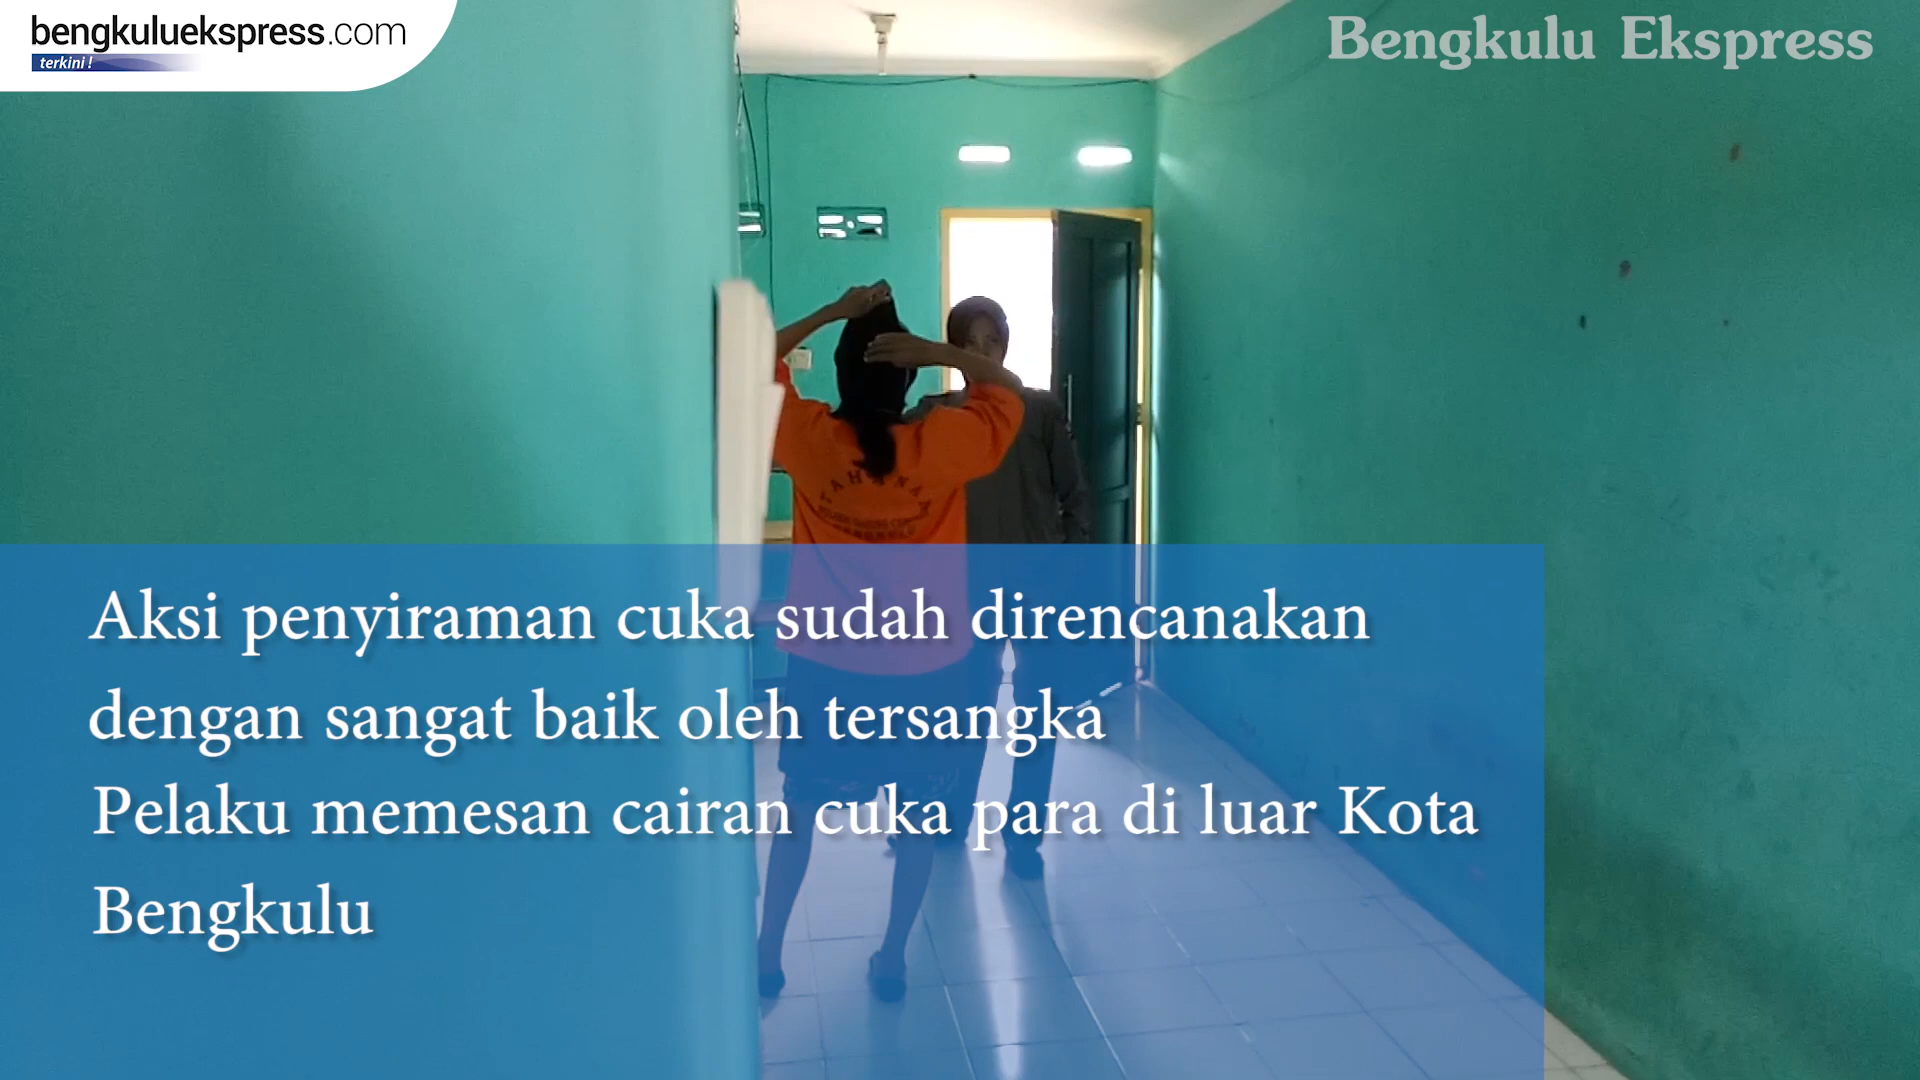 bengkuluekspress.com
terkini!
Bengkulu Ekspress
TAHANAN
Aksi penyiraman cuka sudah direncanakan
dengan sangat baik oleh tersangka
Pelaku memesan cairan cuka para di luar Kota
Bengkulu